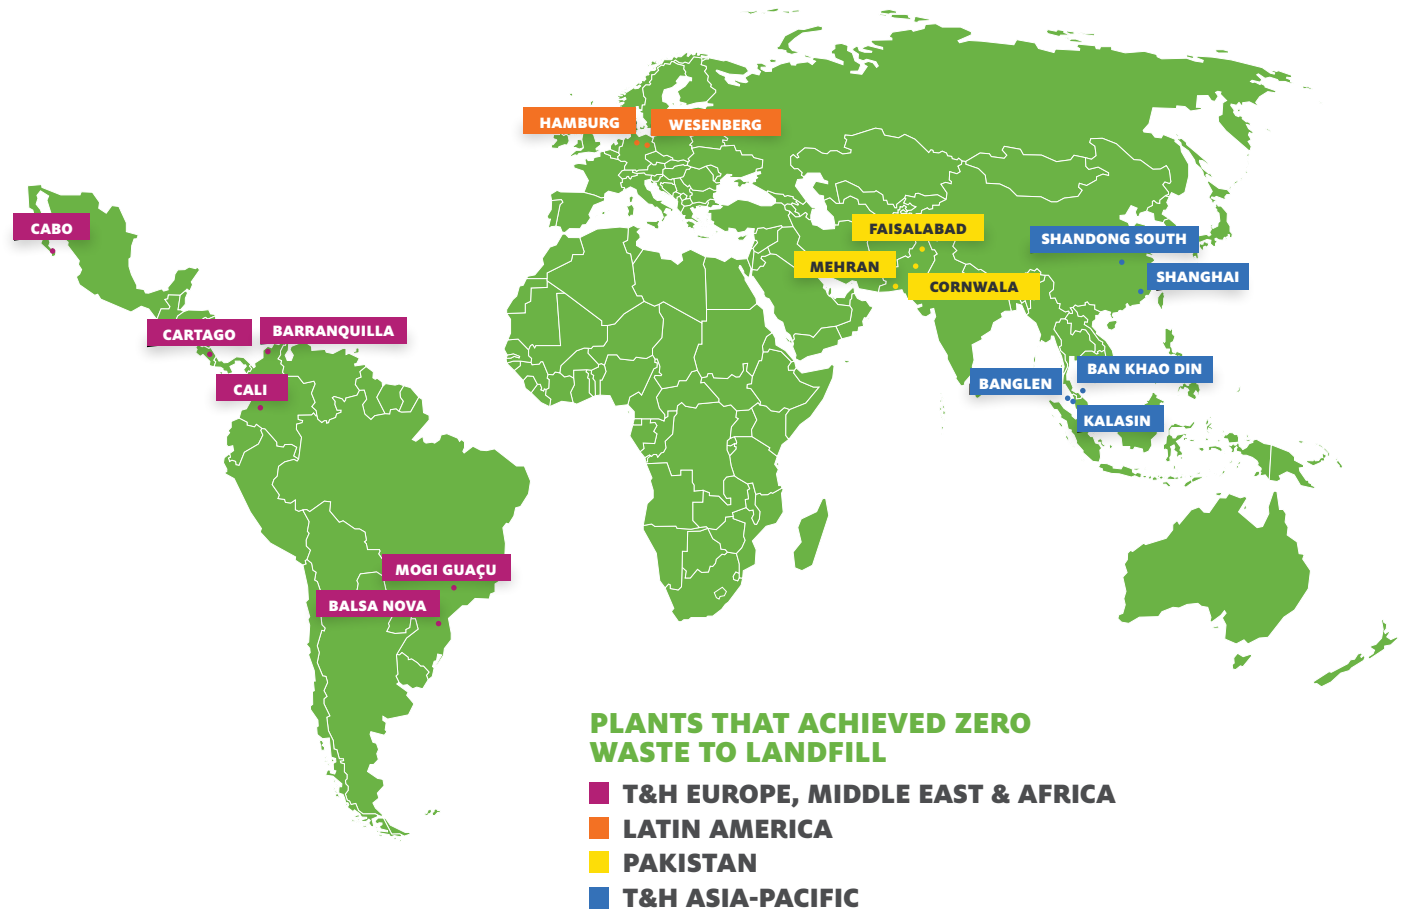 HAMBURG
WESENBERG
CABO
FAISALABAD
SHANDONG SOUTH
MEHRAN
SHANGHAI
CORNWALA
CARTAGO
BARRANQUILLA
CALI
BANGLEN
BAN KHAO DIN
KALASIN
MOGI GUAÇU
BALSA NOVA
PLANTS THAT ACHIEVED ZERO
WASTE TO LANDFILL
T&H EUROPE, MIDDLE EAST & AFRICA
LATIN AMERICA
PAKISTAN
T&H ASIA-PACIFIC